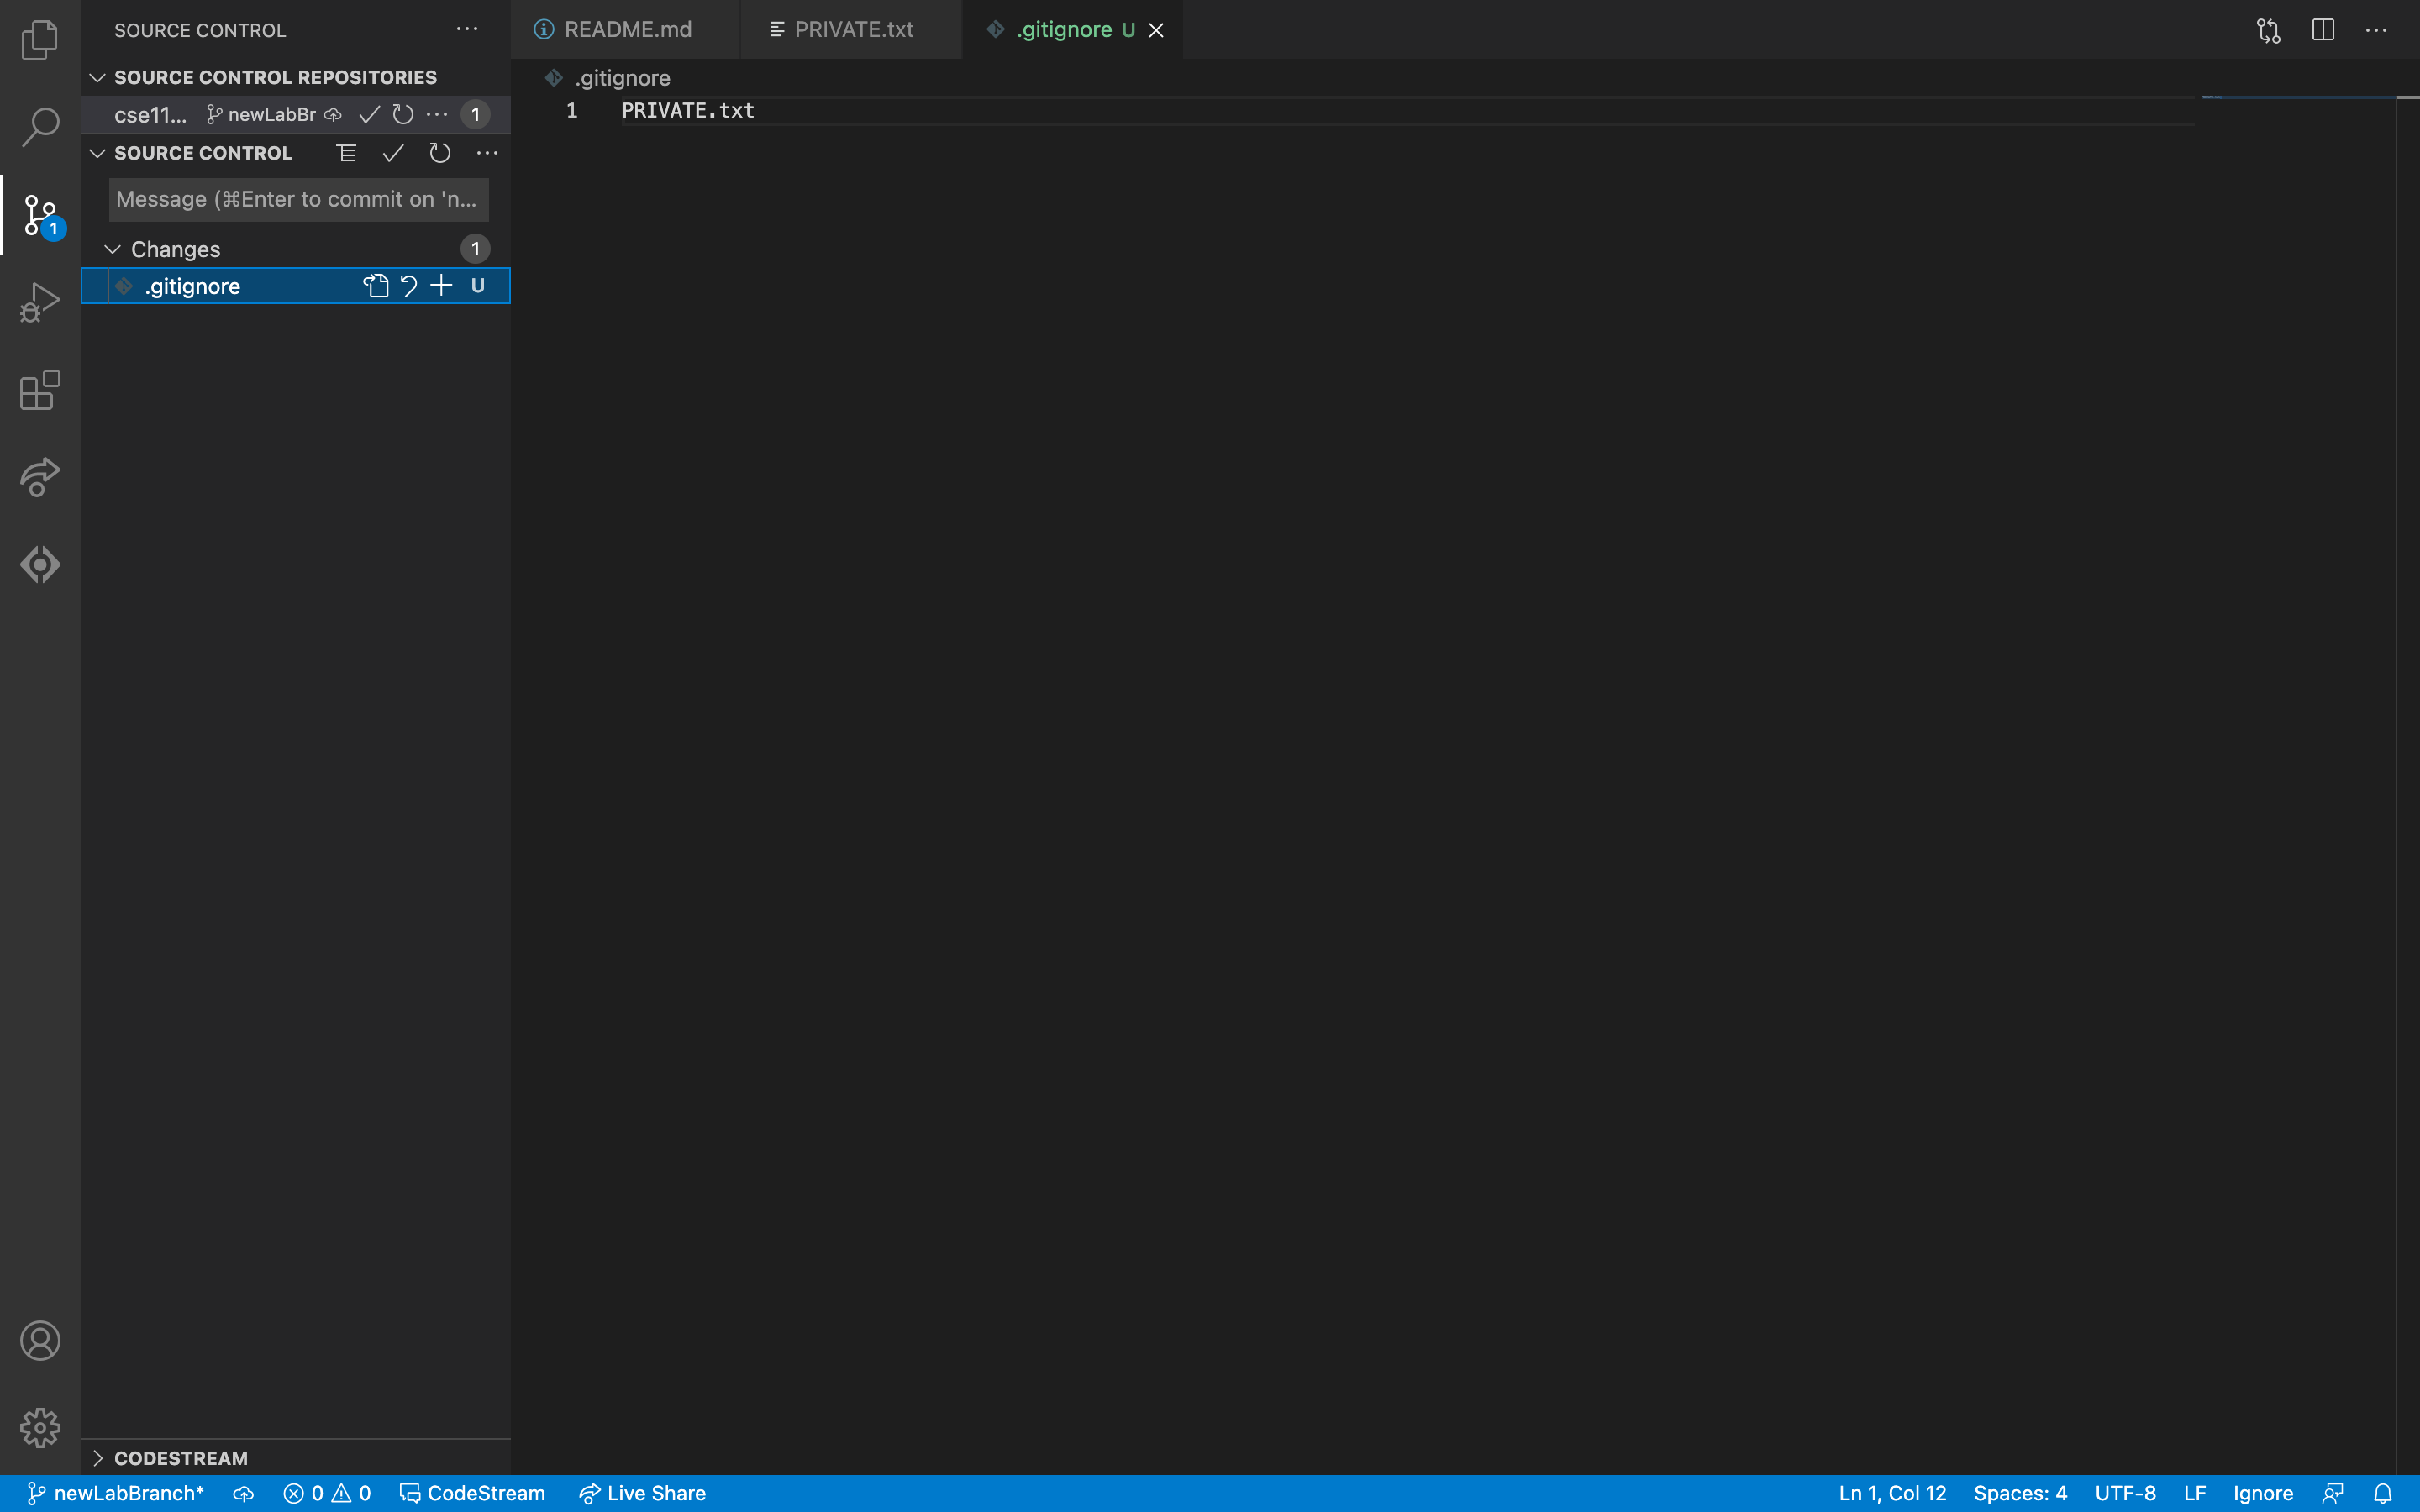 SOURCE CONTROL
SOURCE CONTROL REPOSITORIES
cse11... newLabBr 1
SOURCE CONTROL
Message (⌘Enter to commit on 'n...
Changes 1
.gitignore U
1
CODESTREAM
README.md PRIVATE.txt .gitignore U
.gitignore
1 PRIVATE.txt
newLabBranch* 0 0 CodeStream Live Share Ln 1, Col 12 Spaces: 4 UTF-8 LF Ignore